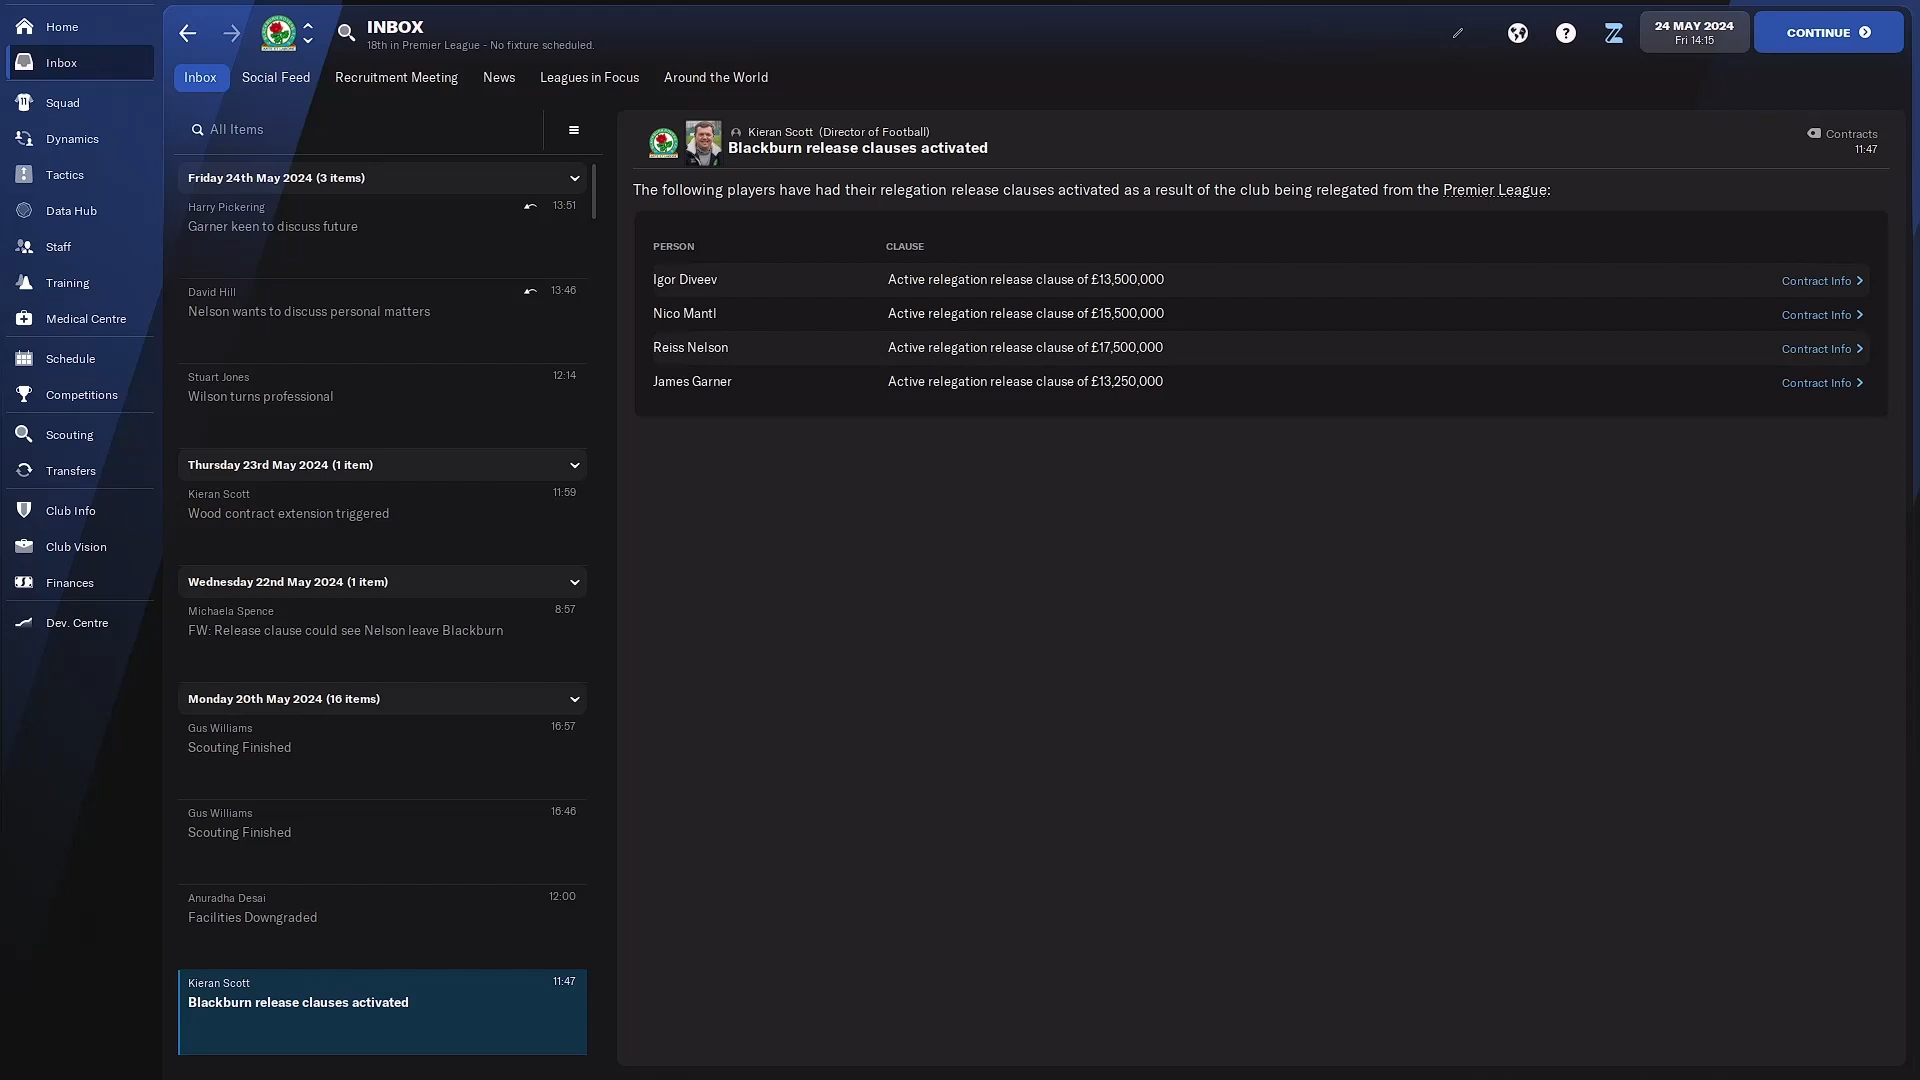 Home
Inbox
Squad
Dynamics
Tactics
Data Hub
Staff
Training
Medical Centre
Schedule
Competitions
Scouting
Transfers
Club Info
Club Vision
Finances
Dev. Centre
INBOX
18th in Premier League - No fixture scheduled.
24 MAY 2024
Fri 14:15
CONTINUE
Inbox Social Feed Recruitment Meeting News Leagues in Focus Around the World
All Items
Friday 24th May 2024 (3 items)
Harry Pickering 13:51
Garner keen to discuss future
David Hill 13:46
Nelson wants to discuss personal matters
Stuart Jones 12:14
Wilson turns professional
Thursday 23rd May 2024 (1 item)
Kieran Scott 11:59
Wood contract extension triggered
Wednesday 22nd May 2024 (1 item)
Michaela Spence 8:57
FW: Release clause could see Nelson leave Blackburn
Monday 20th May 2024 (16 items)
Gus Williams 16:57
Scouting Finished
Gus Williams 16:46
Scouting Finished
Anuradha Desai 12:00
Facilities Downgraded
Kieran Scott 11:47
Blackburn release clauses activated
Kieran Scott (Director of Football)
Blackburn release clauses activated
Contracts
11:47
The following players have had their relegation release clauses activated as a result of the club being relegated from the Premier League:
PERSON CLAUSE
Igor Diveev Active relegation release clause of £13,500,000 Contract Info
Nico Mantl Active relegation release clause of £15,500,000 Contract Info
Reiss Nelson Active relegation release clause of £17,500,000 Contract Info
James Garner Active relegation release clause of £13,250,000 Contract Info